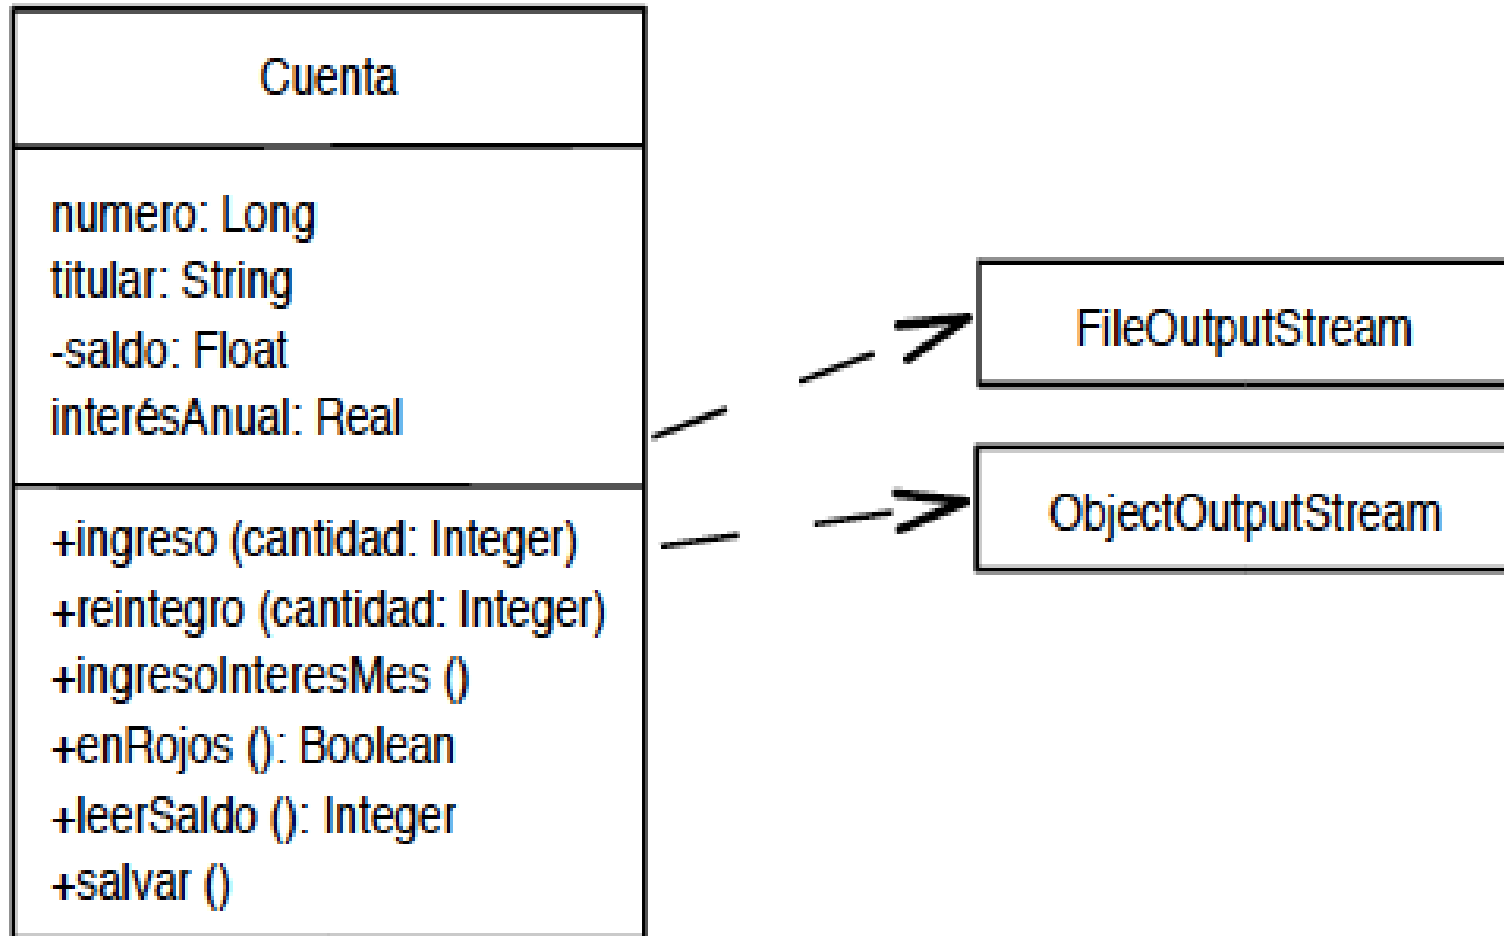 Cuenta
numero: Long
titular: String
-saldo: Float
interésAnual: Real
+ingreso (cantidad: Integer)
+reintegro (cantidad: Integer)
+ingresoInteresMes ()
+enRojos (): Boolean
+leerSaldo (): Integer
+salvar ()
FileOutputStream
ObjectOutputStream